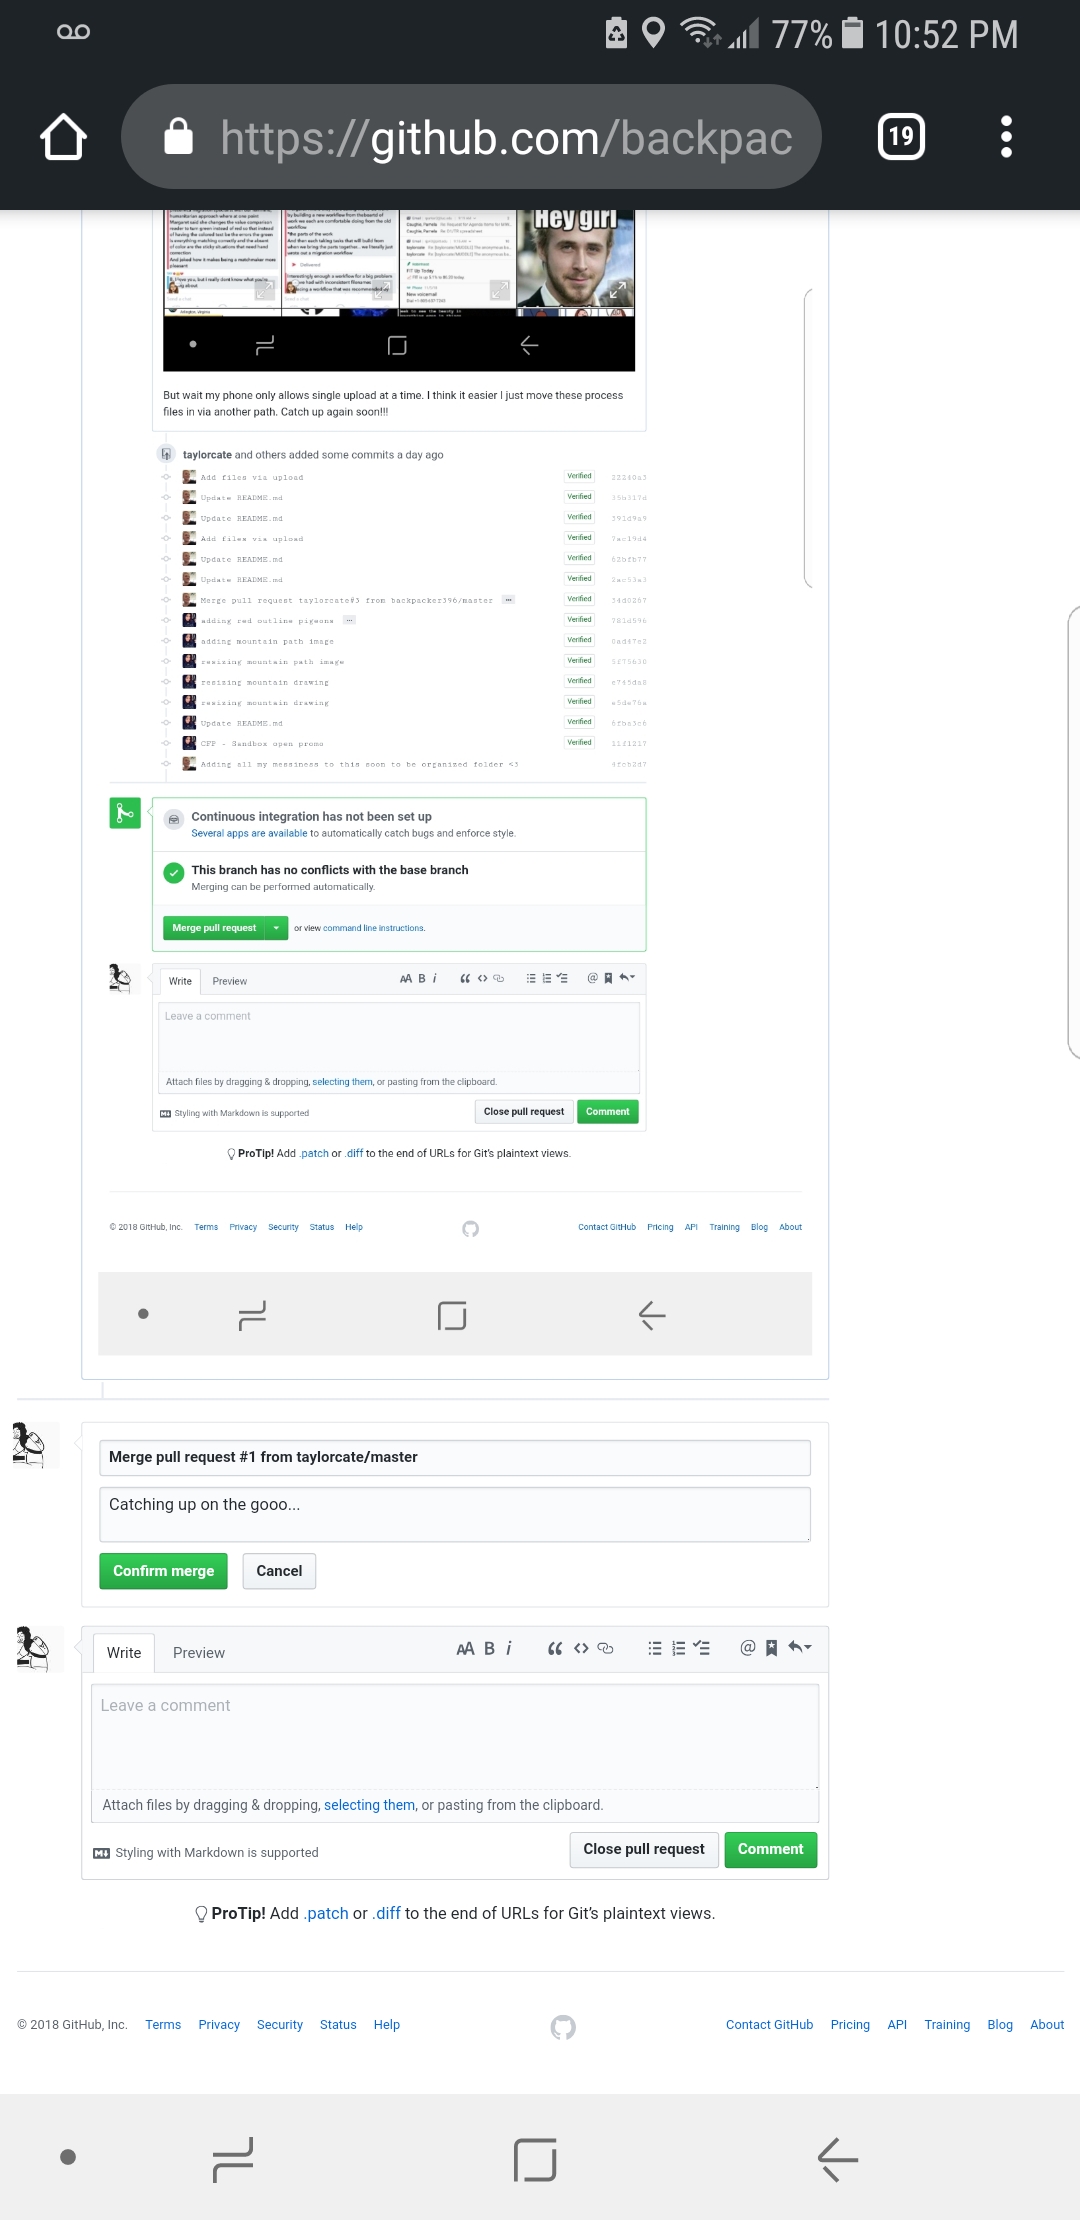 77% 10:52 PM
https://github.com/backpac
19
Hey girl
But wait my phone only allows single upload at a time. I think it easier I just move these process
files in via another path. Catch up again soon!!!
taylorcate and others added some commits a day ago
Add files via upload Verified 22240a3
Update README.md Verified
Update README.md Verified 391d9a9
Add files via upload Verified 7ac19d4
Update README.md Verified 62bfb77
Update README.md Verified 2ac53a3
Merge pull request taylorcate#3 from backpacker396/master ... Verified 54d0267
adding red outline pigeons ... Verified 781d596
adding mountain path image Verified 0ad47e2
resizing mountain path image Verified 5f75630
resizing mountain drawing Verified
resizing mountain drawing Verified
Update README.md Verified 6fba3c6
CFP - Sandbox open promo Verified 11f1217
Adding all my messiness to this soon to be organized folder <3 9fcb2d7
Continuous integration has not been set up
Several apps are available to automatically catch bugs and enforce style.
This branch has no conflicts with the base branch
Merging can be performed automatically.
Merge pull request or view command line instructions.
Write Preview AA B i
Leave a comment
Attach files by dragging & dropping, selecting them, or pasting from the clipboard.
Styling with Markdown is supported Close pull request Comment
ProTip! Add .patch or .diff to the end of URLs for Git's plaintext views.
© 2018 GitHub, Inc. Terms Privacy Security Status Help Contact GitHub Pricing API Training Blog About
Merge pull request #1 from taylorcate/master
Catching up on the gooo...
Confirm merge Cancel
Write Preview AA B i
Leave a comment
Attach files by dragging & dropping, selecting them, or pasting from the clipboard.
Styling with Markdown is supported Close pull request Comment
ProTip! Add .patch or .diff to the end of URLs for Git's plaintext views.
© 2018 GitHub, Inc. Terms Privacy Security Status Help Contact GitHub Pricing API Training Blog About